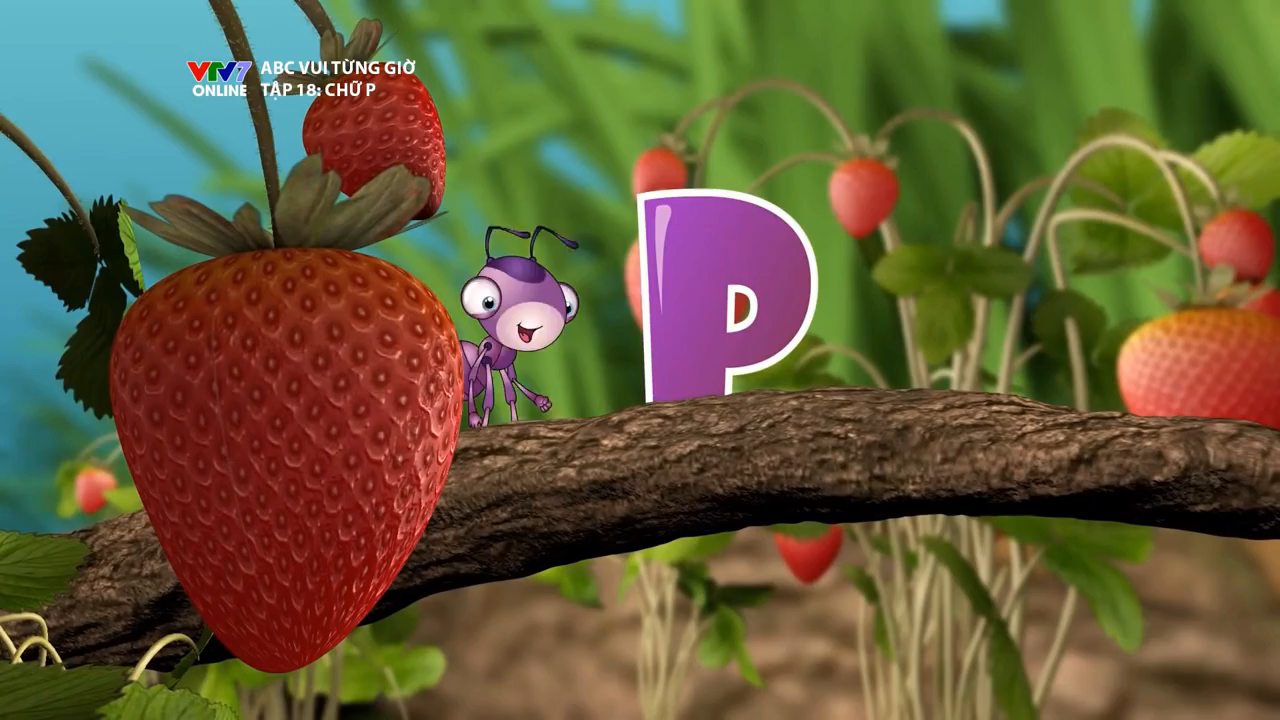 VTV7 ABC VUI TỪNG GIỜ
ONLINE TẬP 18: CHỮ P
P